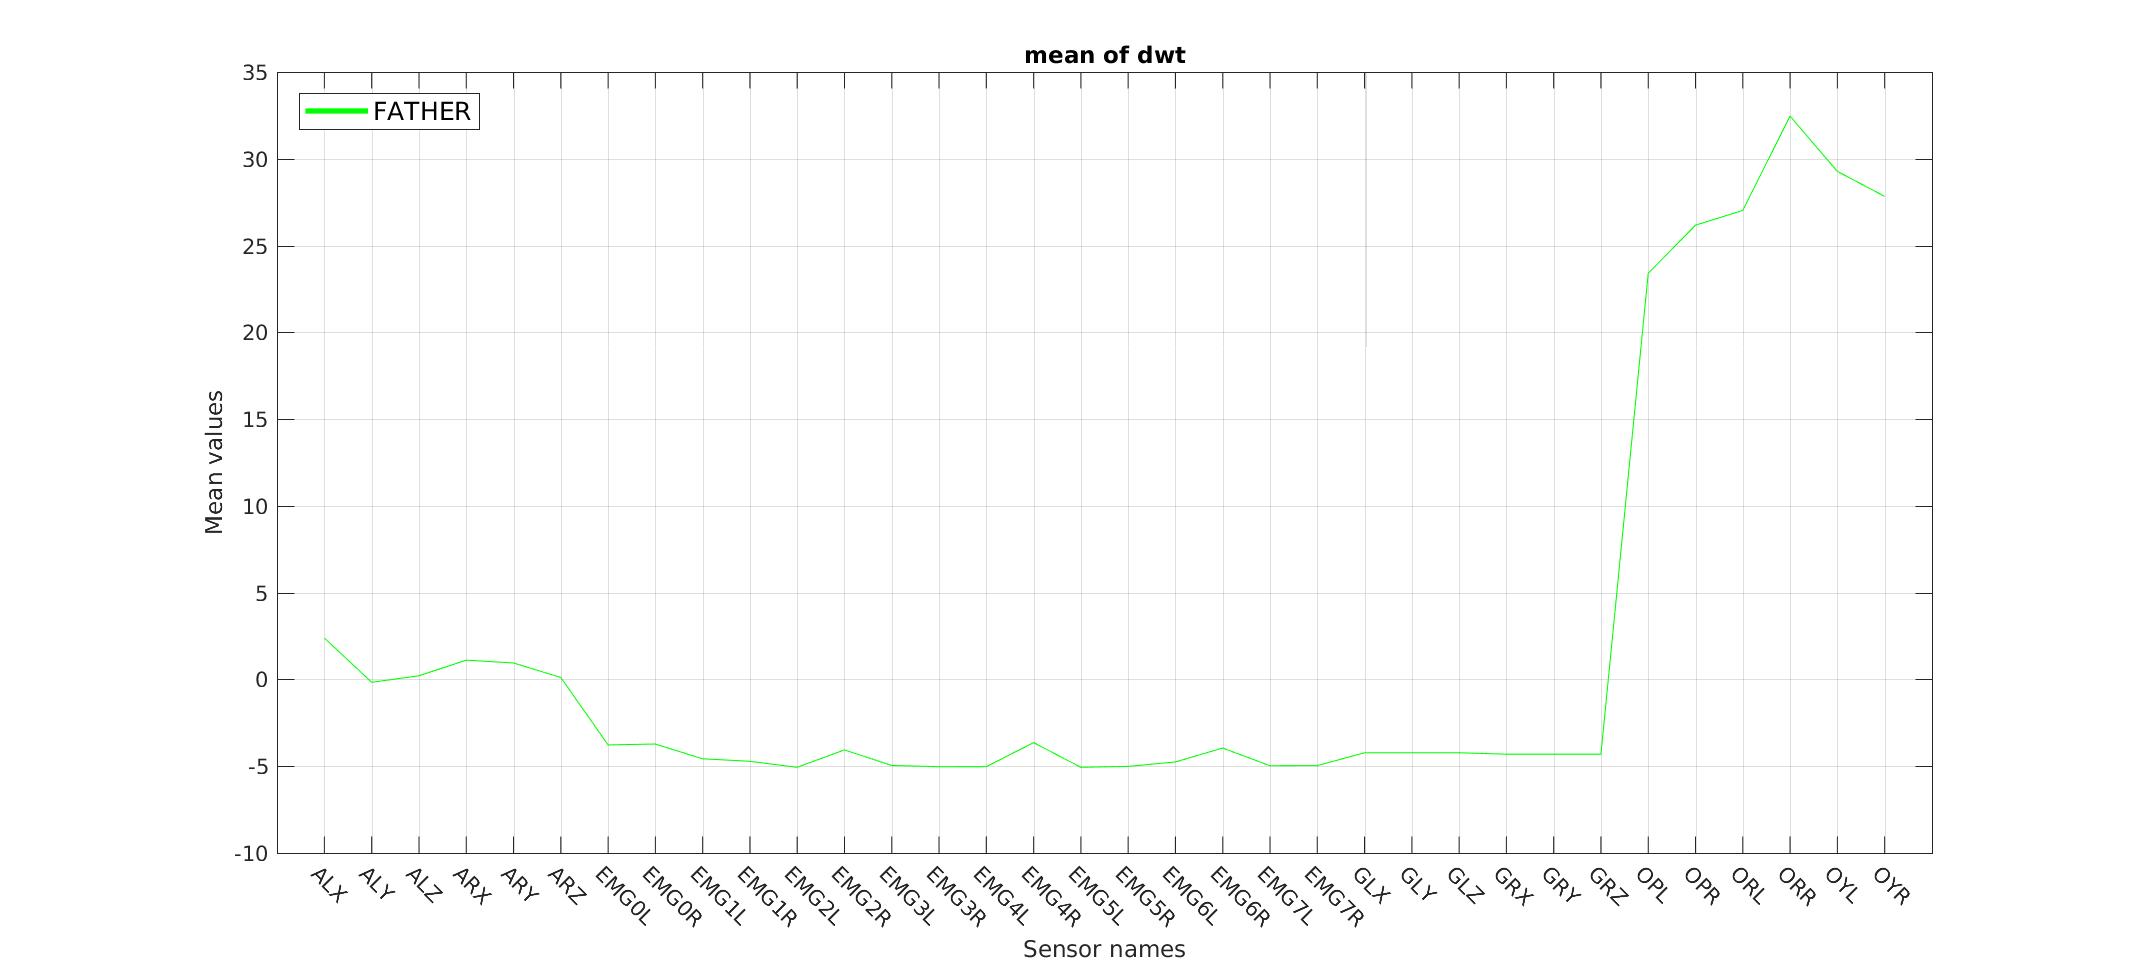 mean of dwt
FATHER
35
30
25
20
15
10
5
0
-5
-10
Mean values
ALX
ALY
ALZ
ARX
ARY
ARZ
EMG0L
EMG0R
EMG1L
EMG1R
EMG2L
EMG2R
EMG3L
EMG3R
EMG4L
EMG4R
EMG5L
EMG5R
EMG6L
EMG6R
EMG7L
EMG7R
GLX
GLY
GLZ
GRX
GRY
GRZ
OPL
OPR
ORL
ORR
OYL
OYR
Sensor names